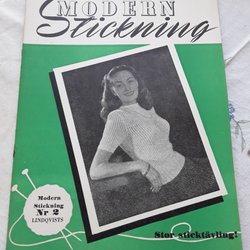 MODERN
Stickning
Modern
Stickning
Nr 2
LINDQVISTS
Stor sticktävling!